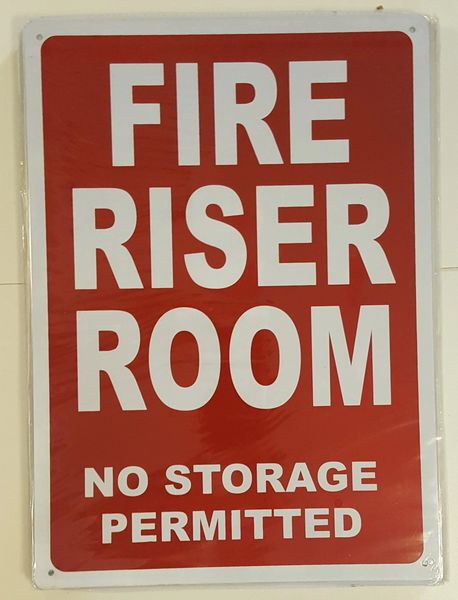 FIRE
RISER
ROOM
NO STORAGE
PERMITTED